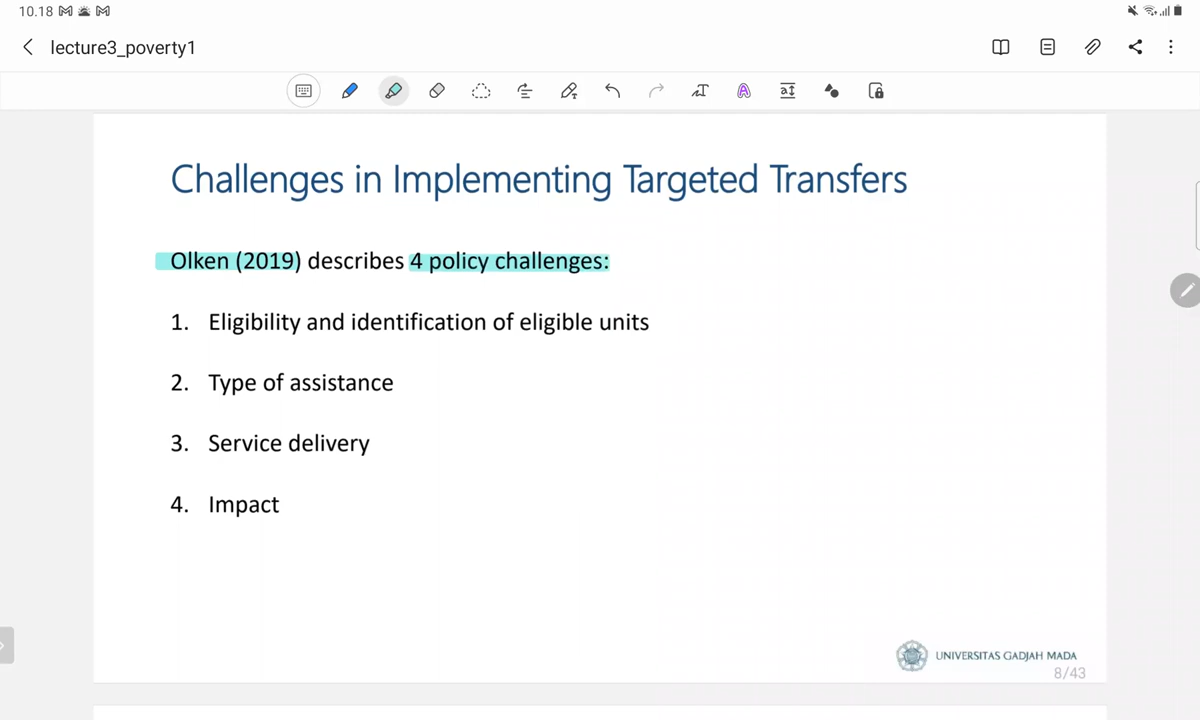 10.18
lecture3_poverty1
Challenges in Implementing Targeted Transfers
Olken (2019) describes 4 policy challenges:
1. Eligibility and identification of eligible units
2. Type of assistance
3. Service delivery
4. Impact
UNIVERSITAS GADJAH MADA
8/43